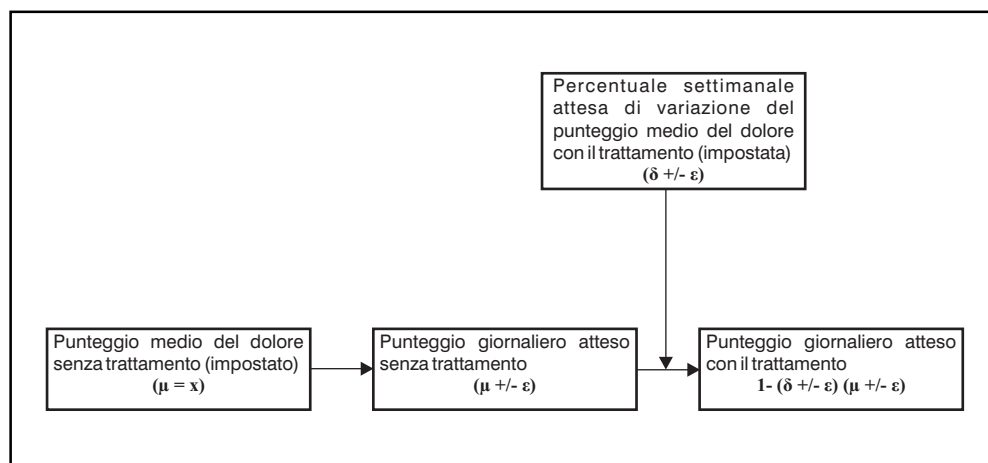 Percentuale settimanale
attesa di variazione del
punteggio medio del dolore
con il trattamento (impostata)
(δ +/- ε)
Punteggio medio del dolore
senza trattamento (impostato)
(μ = x)
Punteggio giornaliero atteso
senza trattamento
(μ +/- ε)
Punteggio giornaliero atteso
con il trattamento
1- (δ +/- ε) (μ +/- ε)